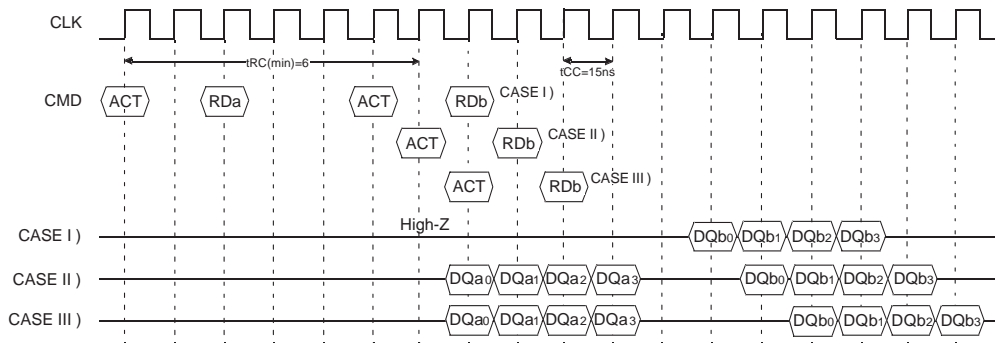 CLK
tRC(min)=6
tCC=15ns
CMD ACT RDa ACT RDb CASE I )
ACT RDb CASE II )
ACT RDb CASE III )
High-Z
CASE I ) DQb0 DQb1 DQb2 DQb3
CASE II ) DQa0 DQa1 DQa2 DQa3 DQb0 DQb1 DQb2 DQb3
CASE III ) DQa0 DQa1 DQa2 DQa3 DQb0 DQb1 DQb2 DQb3